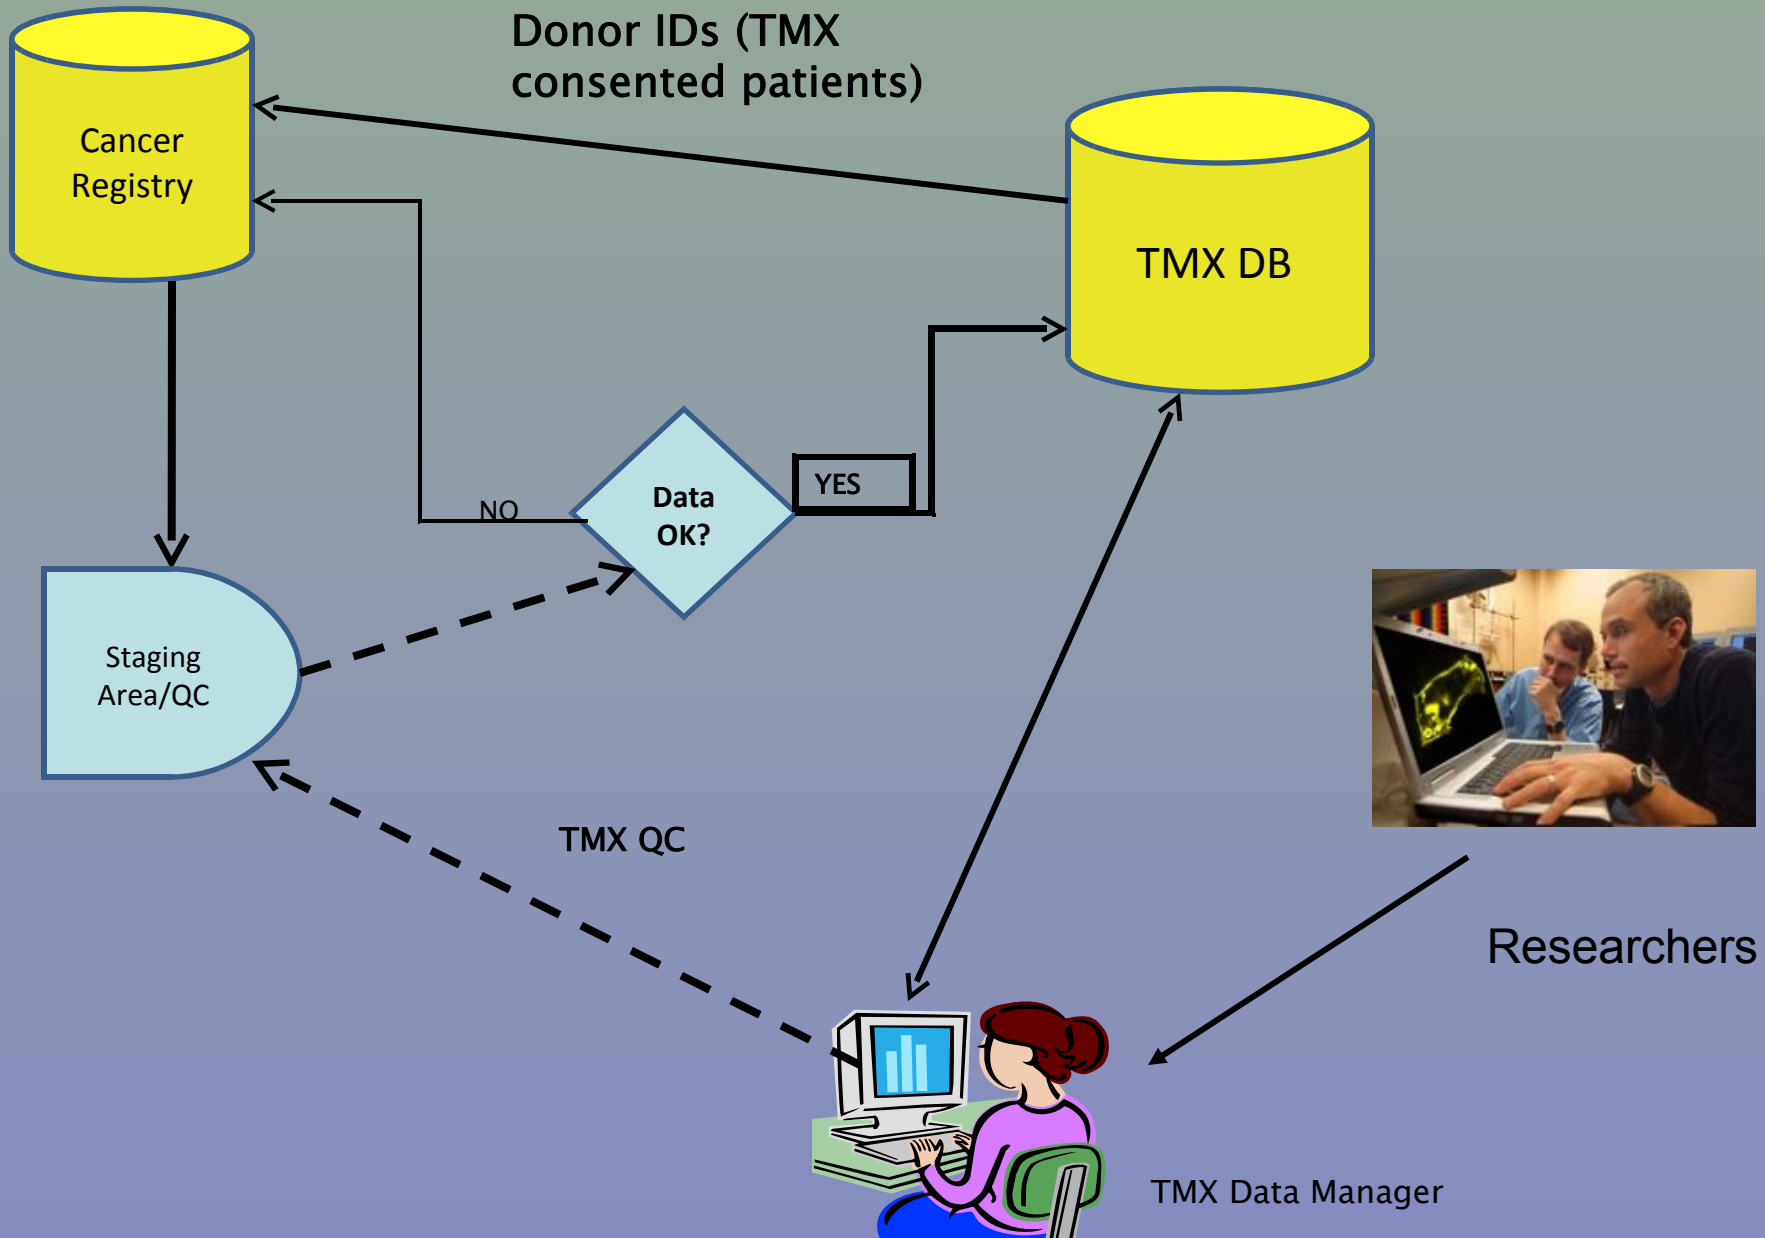 Donor IDs (TMX
consented patients)
Cancer
Registry
TMX DB
YES
Data
OK?
NO
Staging
Area/QC
TMX QC
Researchers
TMX Data Manager